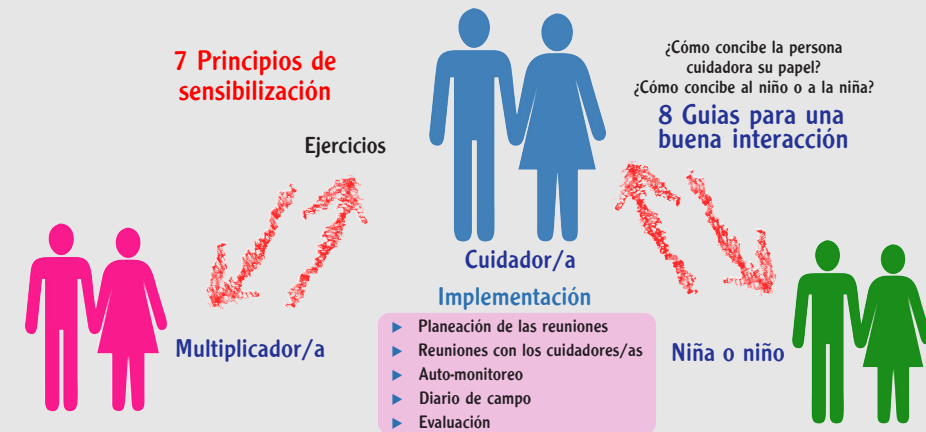 7 Principios de
sensibilización
Ejercicios
¿Cómo concibe la persona
cuidadora su papel?
¿Cómo concibe al niño o a la niña?
8 Guias para una
buena interacción
Cuidador/a
Multiplicador/a
Implementación
Planeación de las reuniones
Reuniones con los cuidadores/as
Auto-monitoreo
Diario de campo
Evaluación
Niña o niño